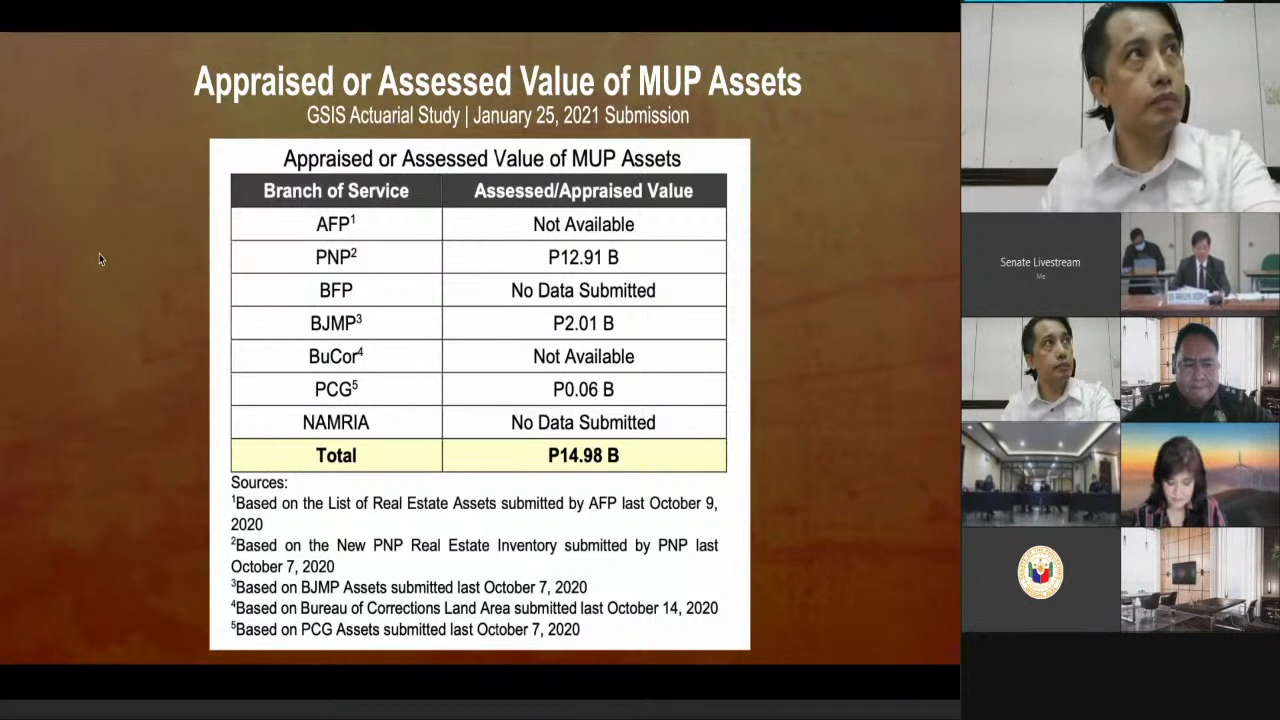 Appraised or Assessed Value of MUP Assets
GSIS Actuarial Study | January 25, 2021 Submission
Appraised or Assessed Value of MUP Assets
Branch of Service Assessed/Appraised Value
AFP¹ Not Available
PNP² P12.91 B
BFP No Data Submitted
BJMP³ P2.01 B
BuCor⁴ Not Available
PCG⁵ P0.06 B
NAMRIA No Data Submitted
Total P14.98 B
Sources:
¹Based on the List of Real Estate Assets submitted by AFP last October 9,
2020
²Based on the New PNP Real Estate Inventory submitted by PNP last
October 7, 2020
³Based on BJMP Assets submitted last October 7, 2020
⁴Based on Bureau of Corrections Land Area submitted last October 14, 2020
⁵Based on PCG Assets submitted last October 7, 2020
Senate Livestream
Me